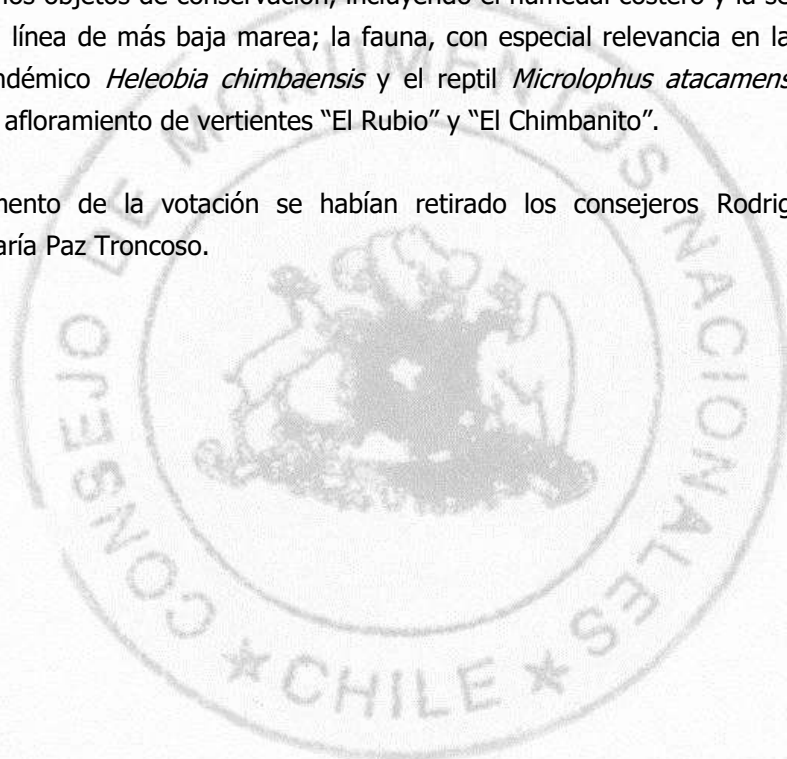 los objetos de conservación, incluyendo el humedal costero y la se
línea de más baja marea; la fauna, con especial relevancia en la
ndémico Heleobia chimbaensis y el reptil Microlophus atacamens
afloramiento de vertientes “El Rubio” y “El Chimbanito”.
mento de la votación se habían retirado los consejeros Rodrig
aría Paz Troncoso.
CONSEJO DE MONUMENTOS NACIONALES
* CHILE *